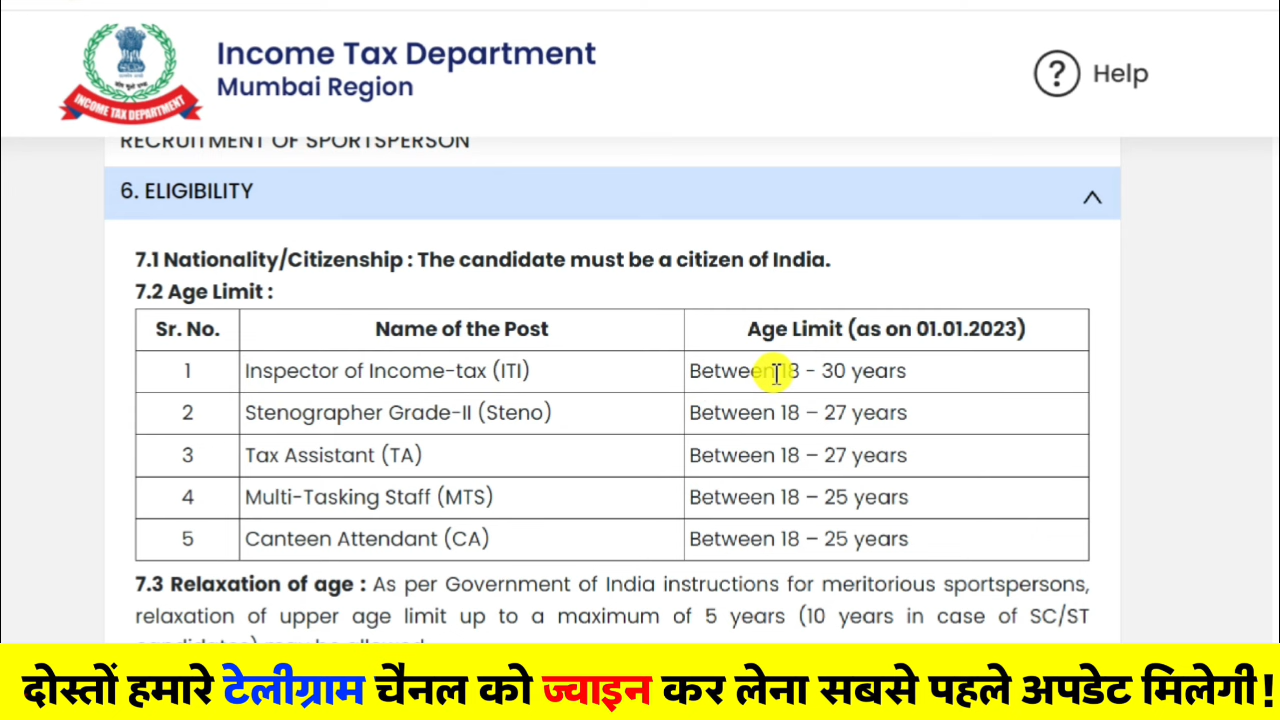 INCOME TAX DEPARTMENT
Income Tax Department
Mumbai Region
? Help
RECRUITMENT OF SPORTSPERSON
6. ELIGIBILITY
7.1 Nationality/Citizenship : The candidate must be a citizen of India.
7.2 Age Limit :
Sr. No. Name of the Post Age Limit (as on 01.01.2023)
1 Inspector of Income-tax (ITI) Between 18 - 30 years
2 Stenographer Grade-II (Steno) Between 18 – 27 years
3 Tax Assistant (TA) Between 18 – 27 years
4 Multi-Tasking Staff (MTS) Between 18 – 25 years
5 Canteen Attendant (CA) Between 18 – 25 years
7.3 Relaxation of age : As per Government of India instructions for meritorious sportspersons,
relaxation of upper age limit up to a maximum of 5 years (10 years in case of SC/ST
दोस्तों हमारे टेलीग्राम चैनल को ज्वाइन कर लेना सबसे पहले अपडेट मिलेगी!